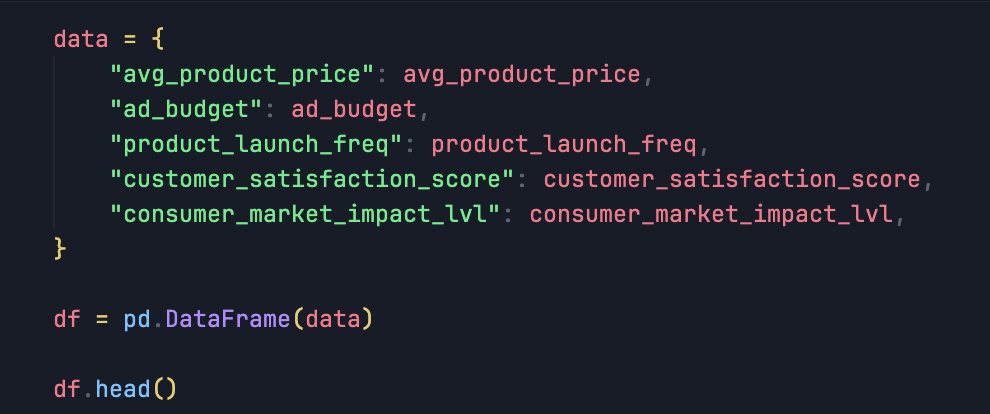 data = {
    "avg_product_price": avg_product_price,
    "ad_budget": ad_budget,
    "product_launch_freq": product_launch_freq,
    "customer_satisfaction_score": customer_satisfaction_score,
    "consumer_market_impact_lvl": consumer_market_impact_lvl,
}
df = pd.DataFrame(data)
df.head()